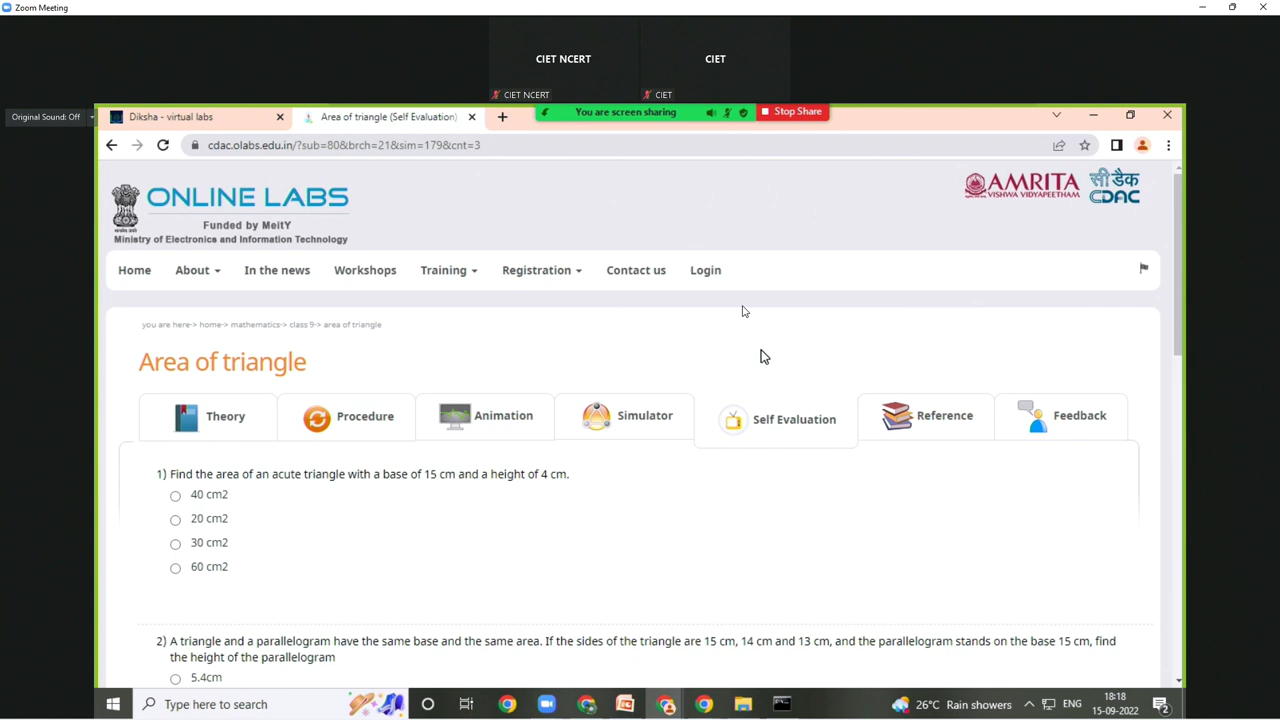 Zoom Meeting
CIET NCERT
CIET
CIET NCERT
CIET
Original Sound: Off
You are screen sharing
Stop Share
Diksha - virtual labs
Area of triangle (Self Evaluation)
cdac.olabs.edu.in/?sub=80&brch=21&sim=179&cnt=3
ONLINE LABS
Funded by MeitY
Ministry of Electronics and Information Technology
AMRITA
VISHWA VIDYAPEETHAM
सी डैक
CDAC
Home
About
In the news
Workshops
Training
Registration
Contact us
Login
you are here-> home-> mathematics-> class 9-> area of triangle
Area of triangle
Theory
Procedure
Animation
Simulator
Self Evaluation
Reference
Feedback
1) Find the area of an acute triangle with a base of 15 cm and a height of 4 cm.
40 cm2
20 cm2
30 cm2
60 cm2
2) A triangle and a parallelogram have the same base and the same area. If the sides of the triangle are 15 cm, 14 cm and 13 cm, and the parallelogram stands on the base 15 cm, find
the height of the parallelogram
5.4cm
Type here to search
26°C Rain showers
ENG
18:18
15-09-2022
2